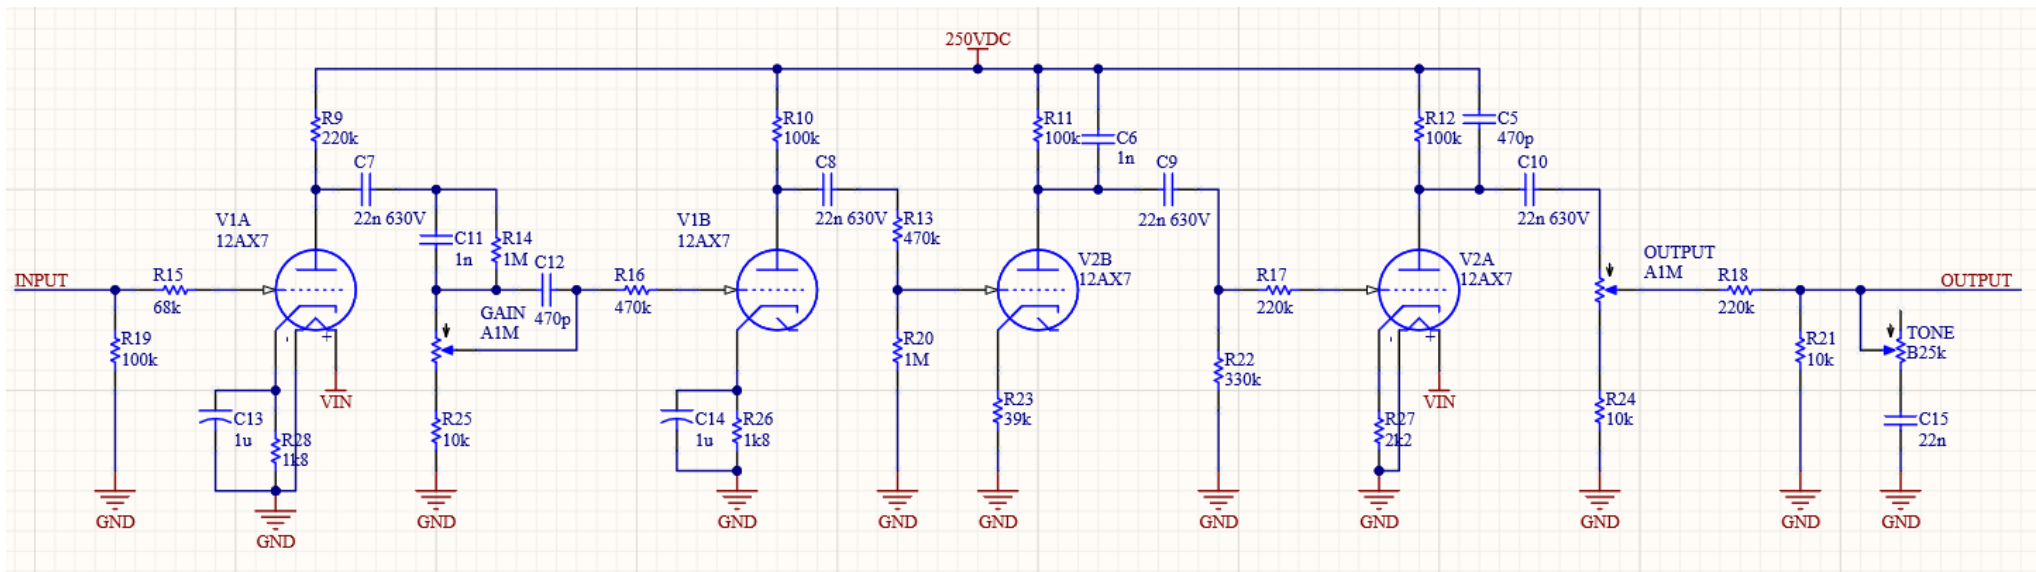 250VDC
R9
220k
R10
100k
R11
100k
C6
1n
R12
100k
C5
470p
C7
22n 630V
C8
22n 630V
C9
22n 630V
C10
22n 630V
V1A
12AX7
C11
1n
R14
1M
V1B
12AX7
R13
470k
V2B
12AX7
V2A
12AX7
OUTPUT
A1M
INPUT
R15
68k
C12
470p
R16
470k
R17
220k
R18
220k
OUTPUT
GAIN
A1M
R19
100k
-
+
VIN
R20
1M
R22
330k
-
+
VIN
R21
10k
TONE
B25k
C13
1u
R28
1k8
R25
10k
C14
1u
R26
1k8
R23
39k
R27
2k2
R24
10k
C15
22n
GND
GND
GND
GND
GND
GND
GND
GND
GND
GND
GND